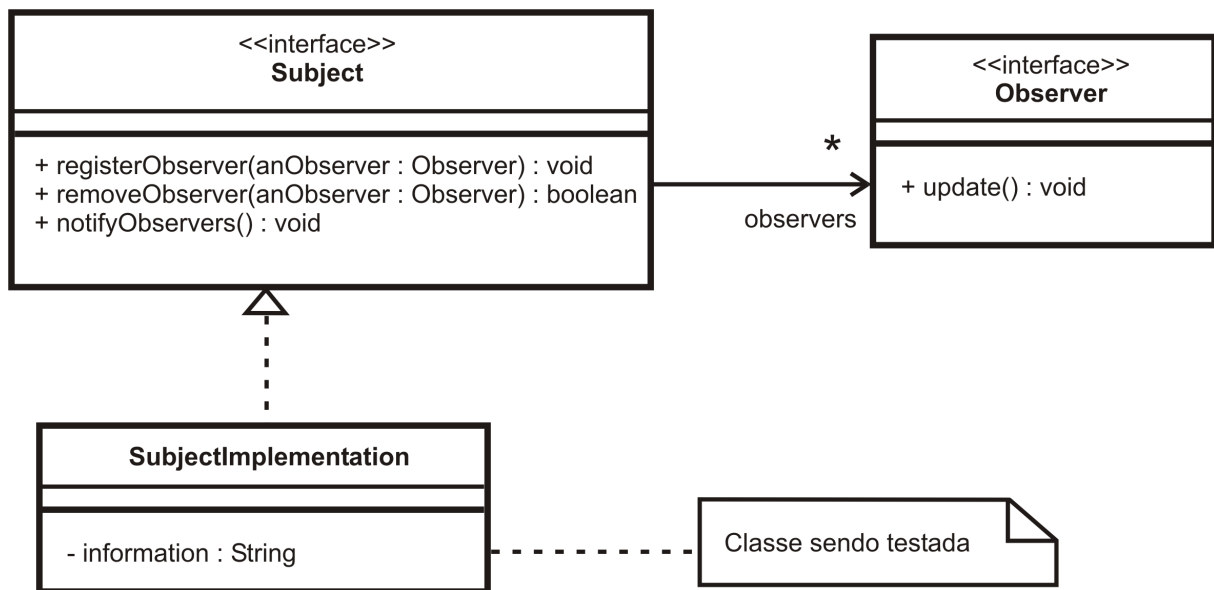 <<interface>>
Subject
+ registerObserver(anObserver : Observer) : void
+ removeObserver(anObserver : Observer) : boolean
+ notifyObservers() : void
*
observers
<<interface>>
Observer
+ update() : void
SubjectImplementation
- information : String
Classe sendo testada